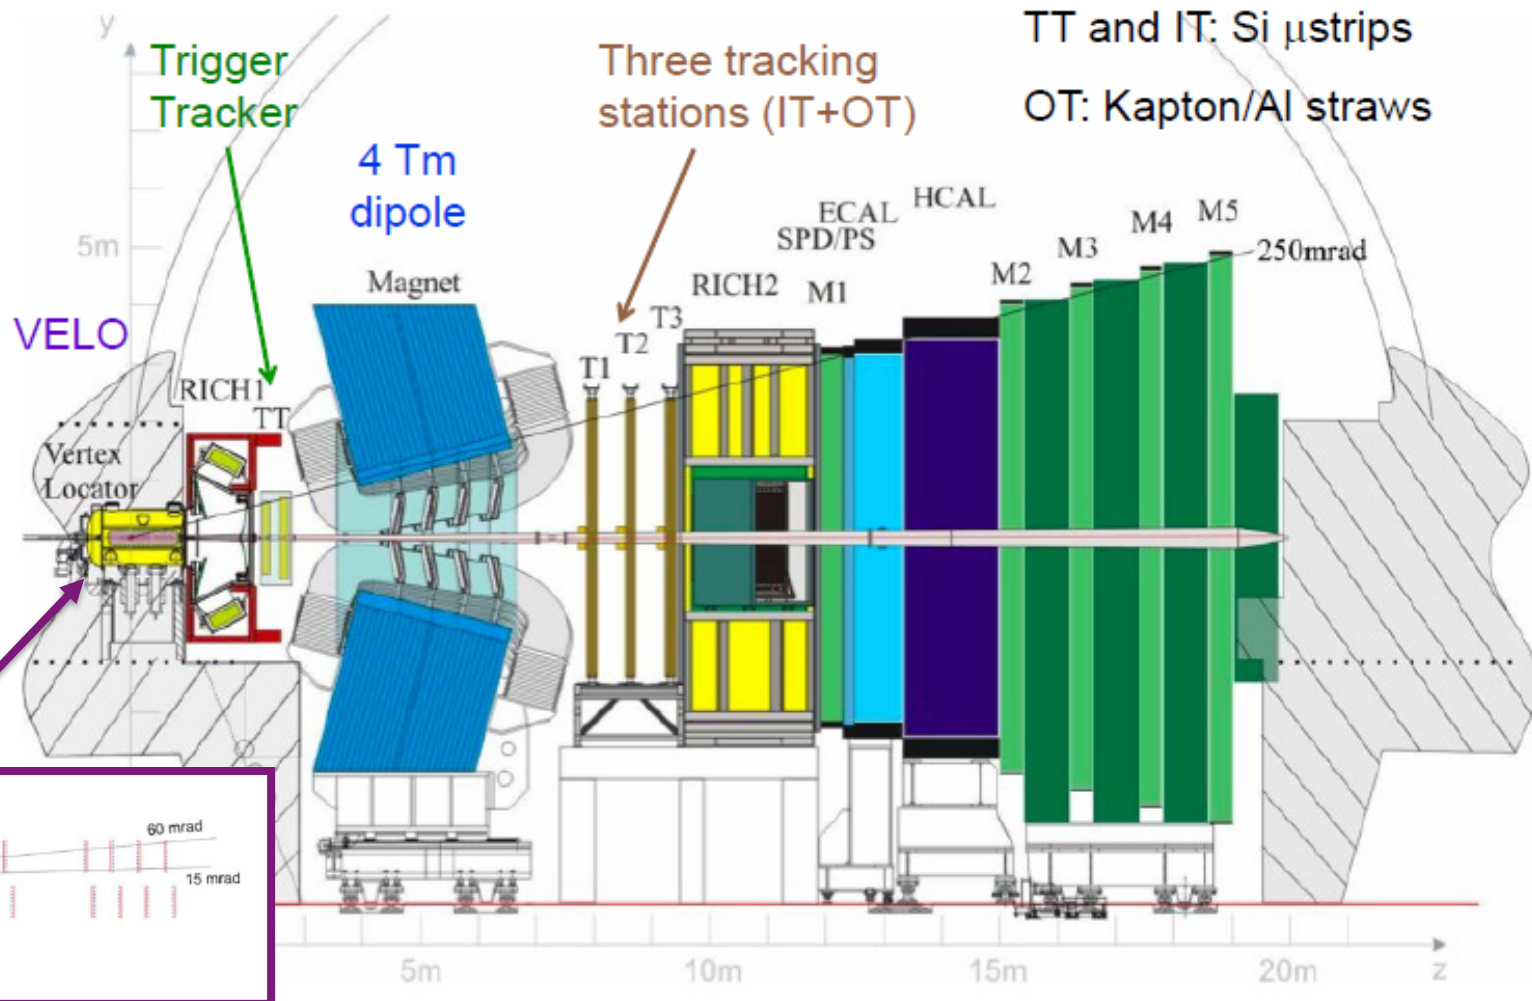 y
TT and IT: Si μstrips
Trigger
Tracker
Three tracking
stations (IT+OT)
OT: Kapton/Al straws
4 Tm
dipole
HCAL
ECAL
SPD/PS
M5
M4
M3
M2
5m
250mrad
Magnet
RICH2
M1
VELO
T3
T2
T1
RICH1
TT
Vertex
Locator
60 mrad
15 mrad
5m
10m
15m
20m
z